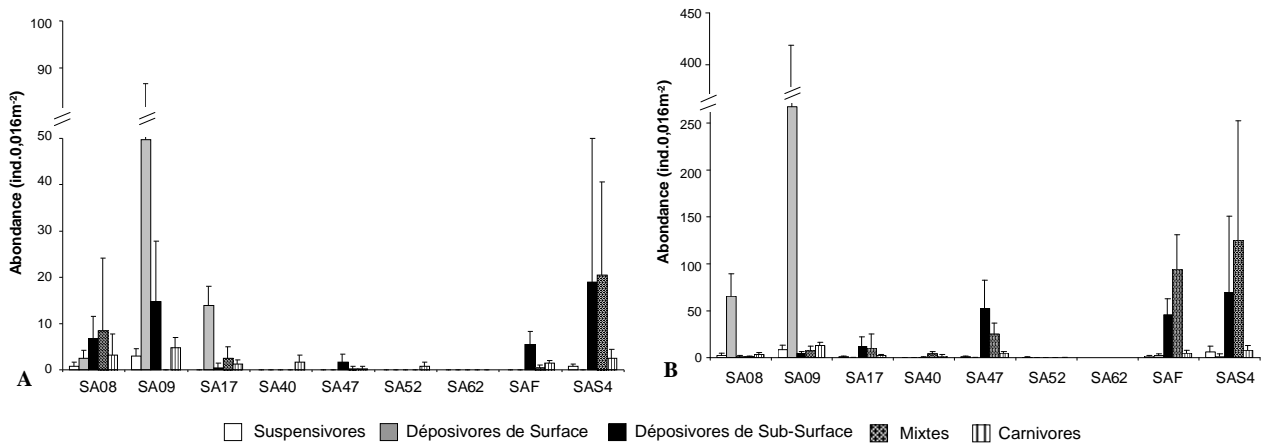 Abondance (ind.0,016m-2)
100
90
50
40
30
20
10
0
A
SA08 SA09 SA17 SA40 SA47 SA52 SA62 SAF SAS4
Abondance (ind.0,016m-2)
450
400
250
200
150
100
50
0
B
SA08 SA09 SA17 SA40 SA47 SA52 SA62 SAF SAS4
Suspensivores Déposivores de Surface Déposivores de Sub-Surface Mixtes Carnivores